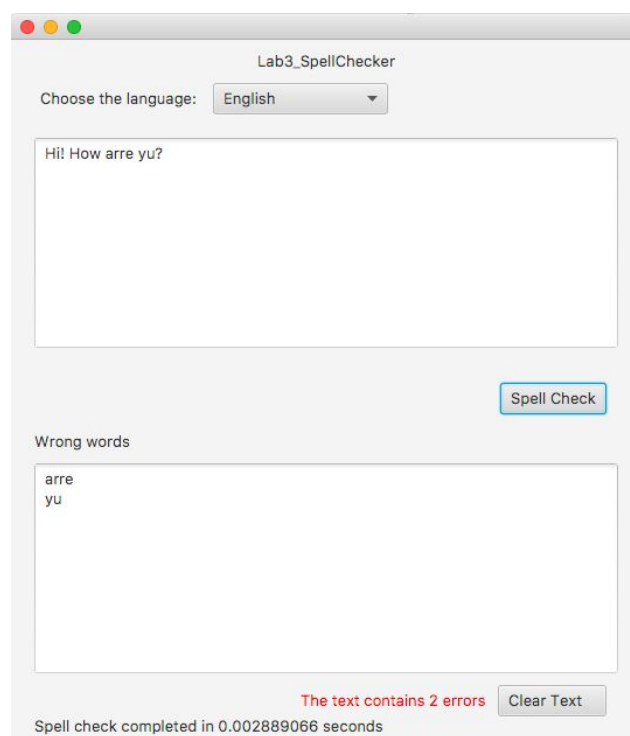 Lab3_SpellChecker
Choose the language: English
Hi! How arre yu?
Spell Check
Wrong words
arre
yu
The text contains 2 errors Clear Text
Spell check completed in 0.002889066 seconds